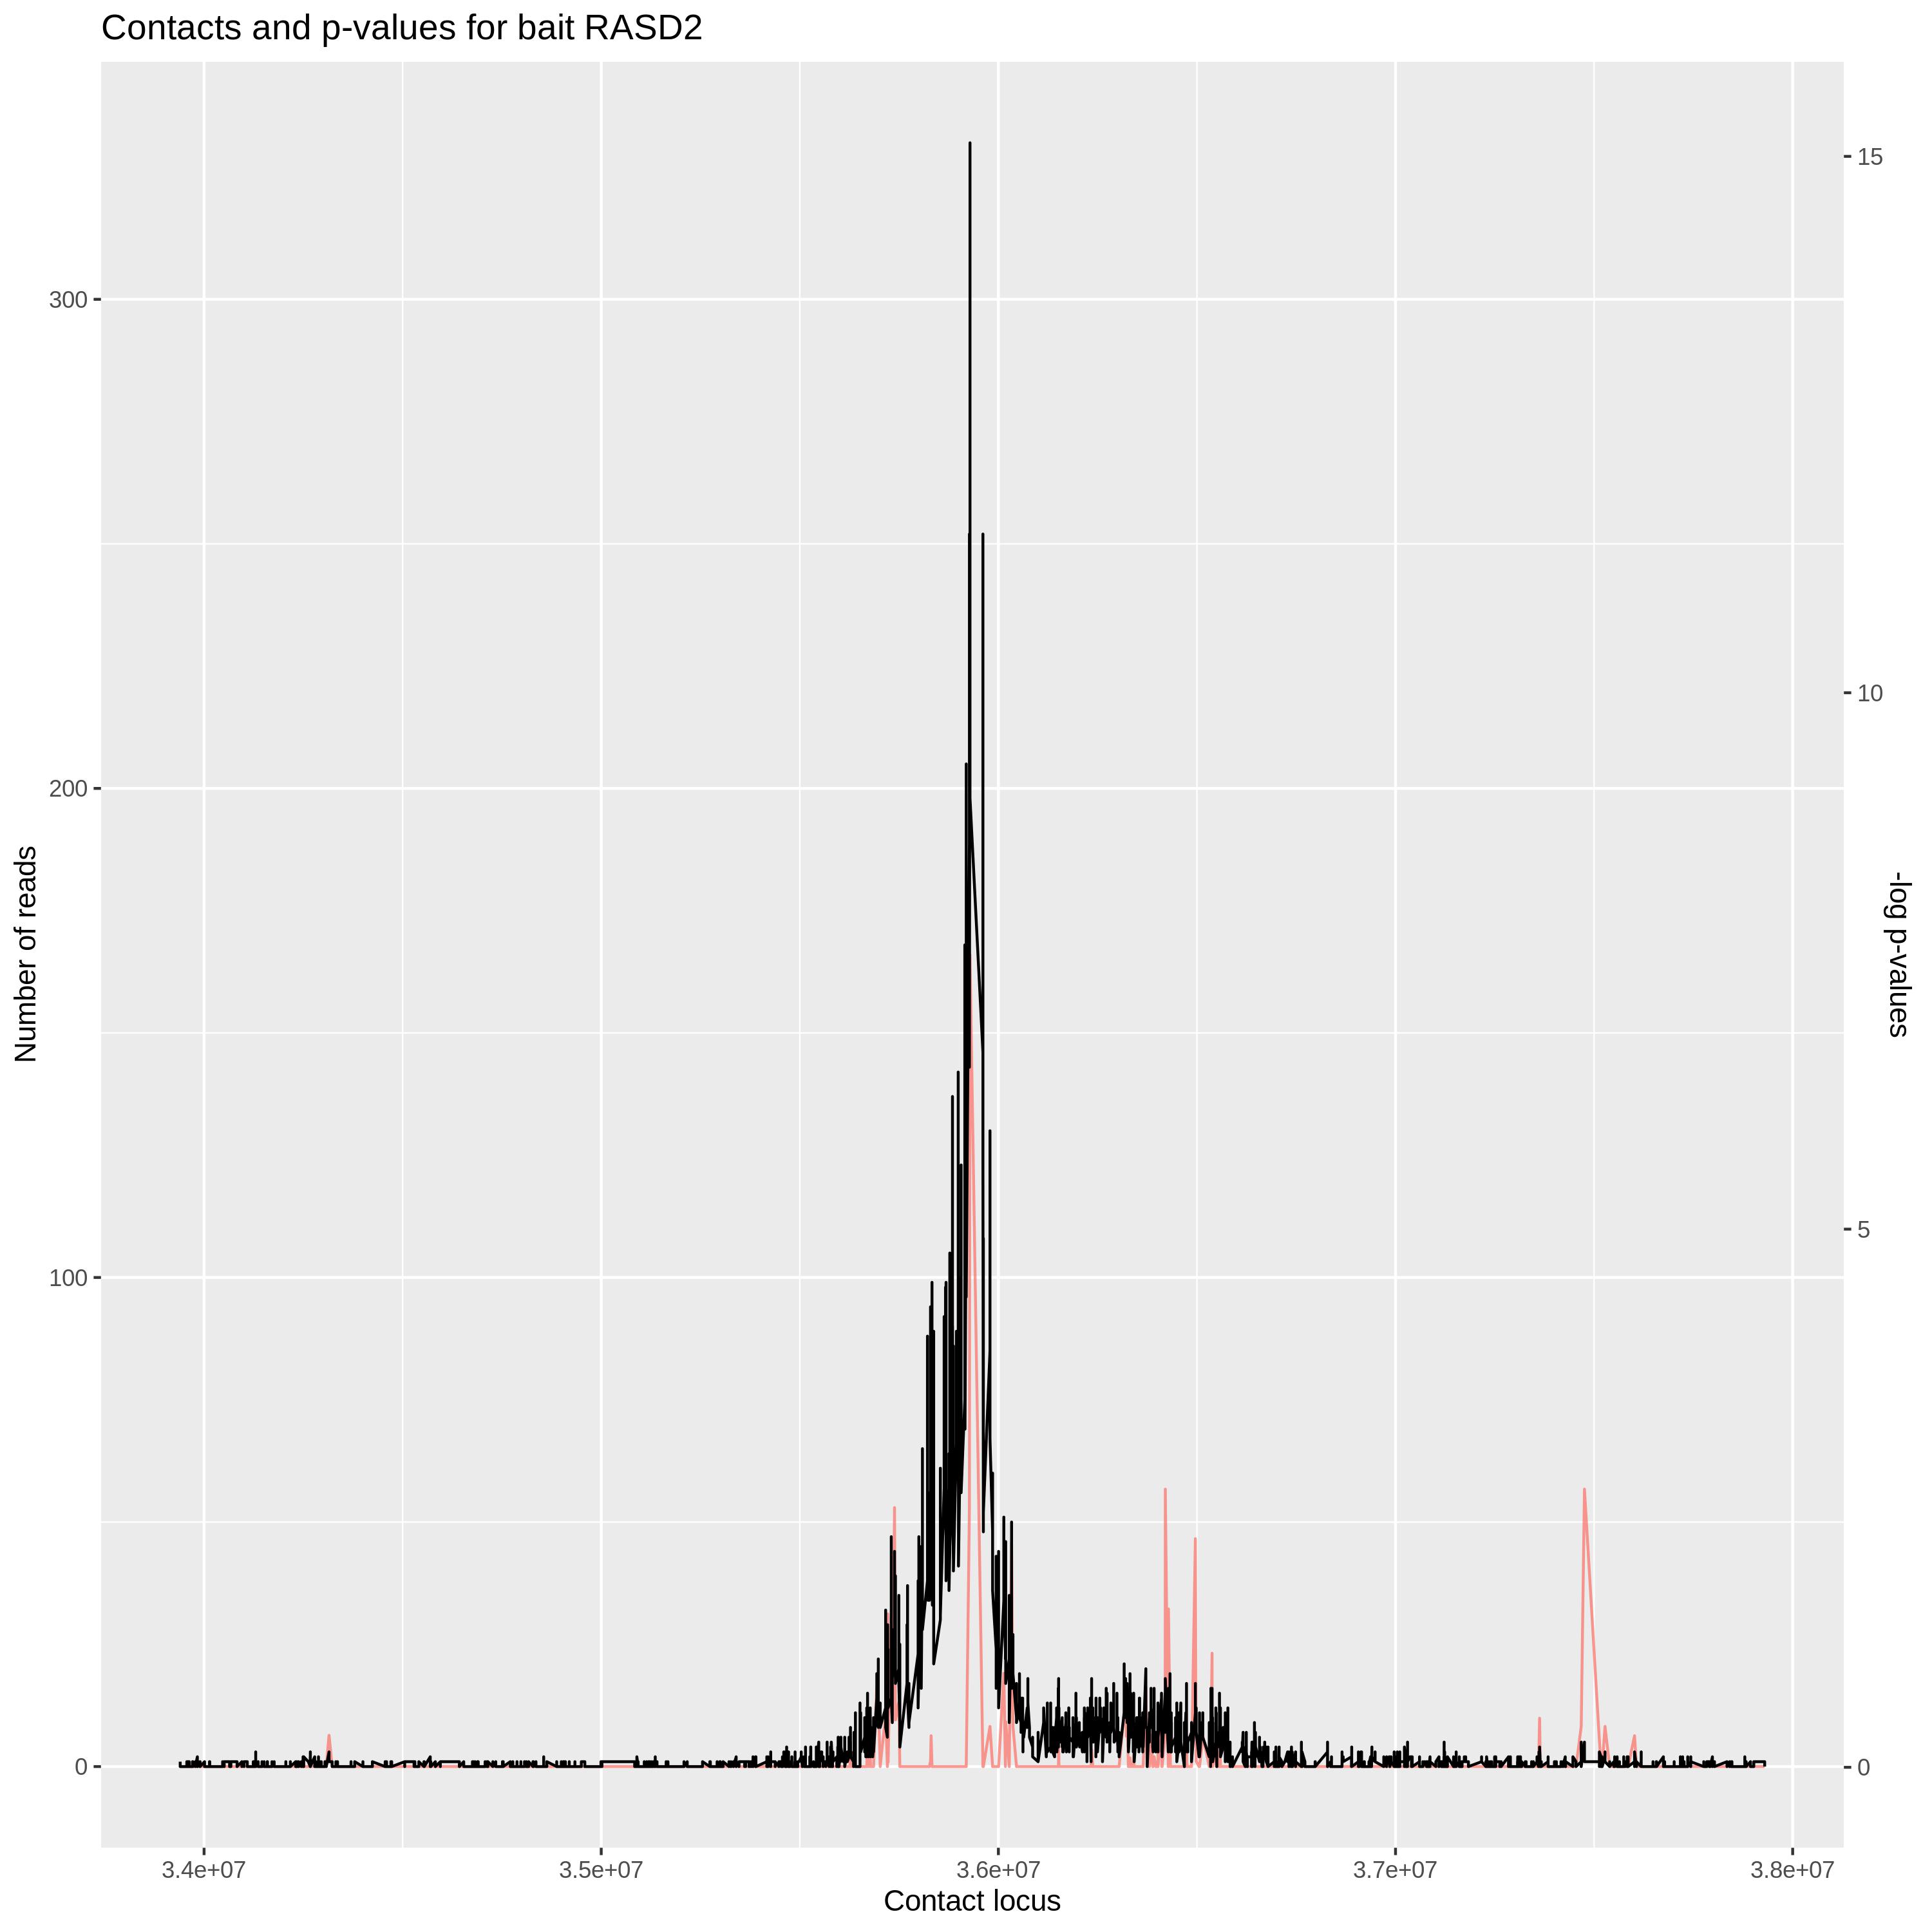 Contacts and p-values for bait RASD2
300
200
100
0
Number of reads
15
10
5
0
-log p-values
3.4e+07 3.5e+07 3.6e+07 3.7e+07 3.8e+07
Contact locus